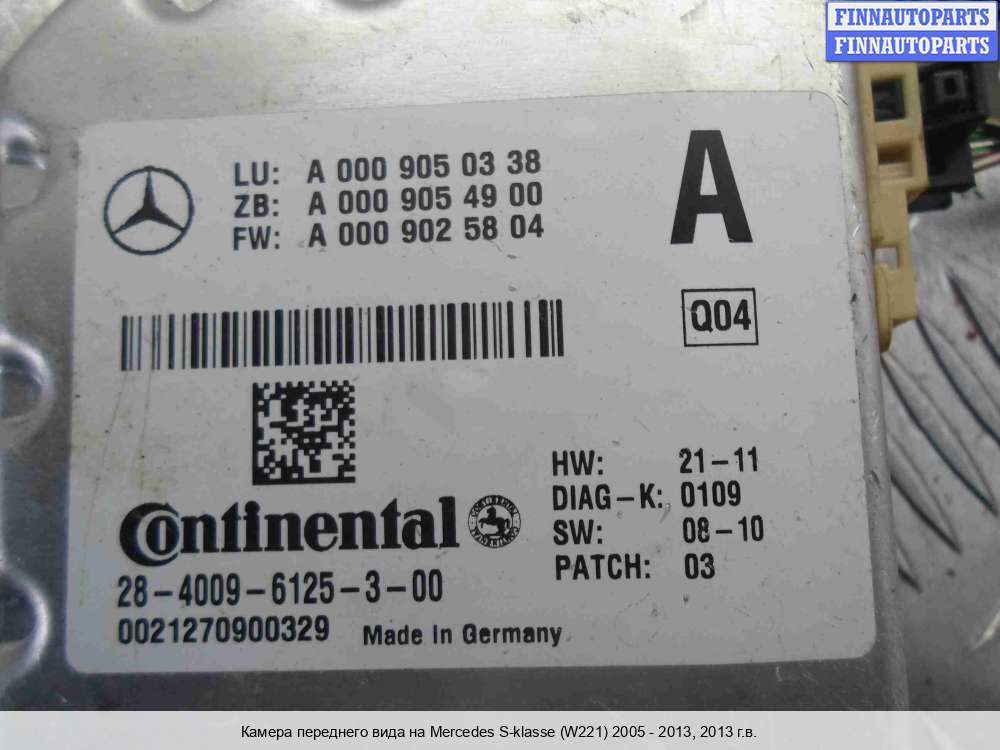 FINNAUTOPARTS
FINNAUTOPARTS
LU: A 000 905 03 38
ZB: A 000 905 49 00
FW: A 000 902 58 04
A
Q04
HW: 21-11
DIAG-K: 0109
SW: 08-10
PATCH: 03
Continental
28-4009-6125-3-00
0021270900329 Made In Germany
Камера переднего вида на Mercedes S-klasse (W221) 2005 - 2013, 2013 г.в.